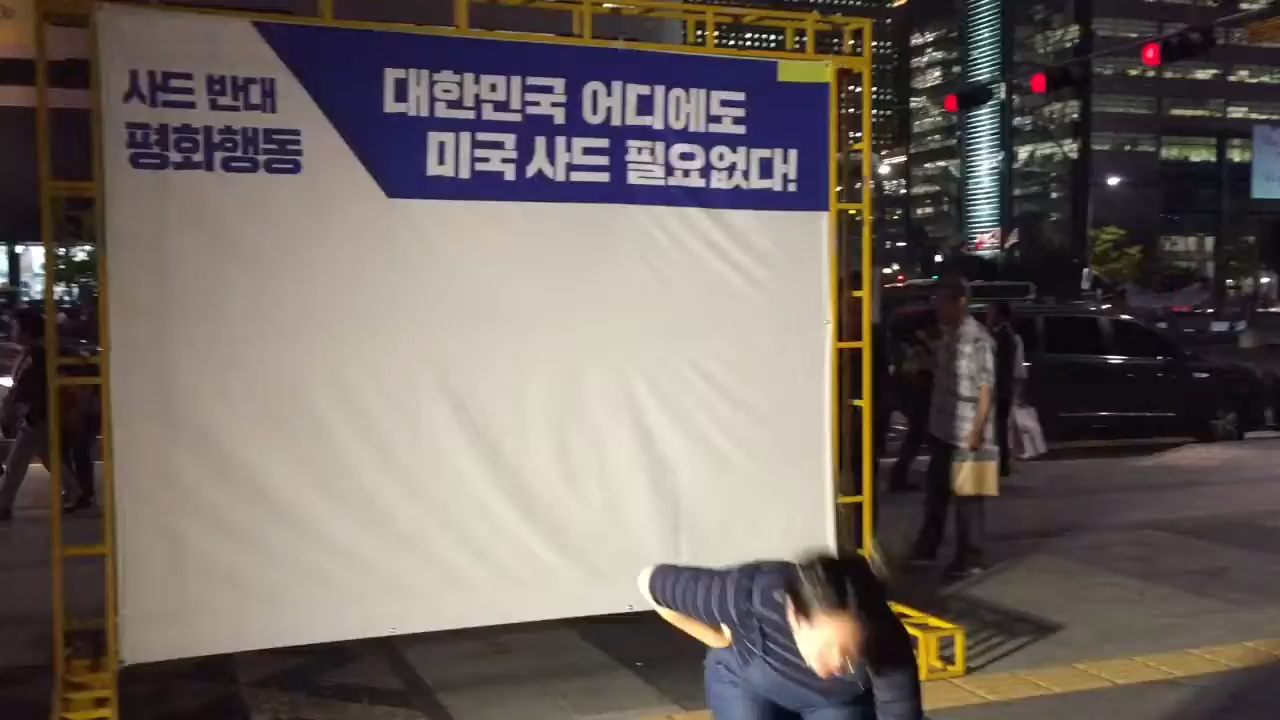 사드 반대
평화행동
대한민국 어디에도
미국 사드 필요없다!